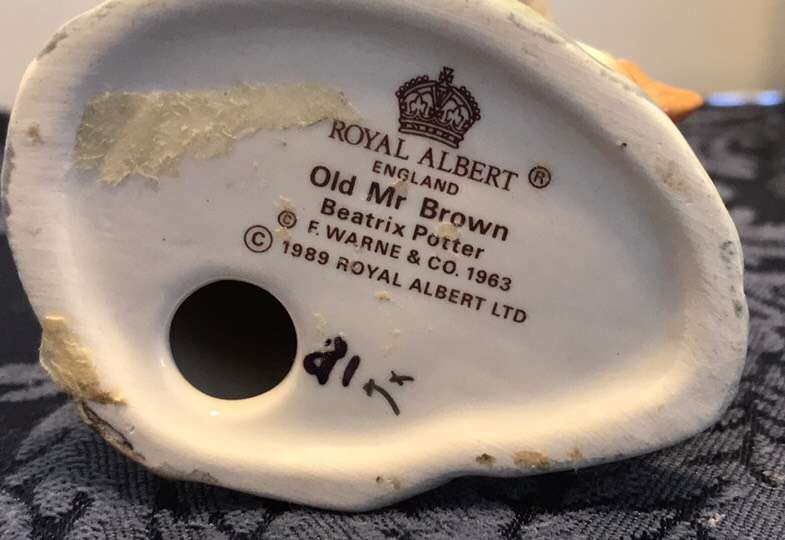 ROYAL ALBERT ®
ENGLAND
Old Mr Brown
Beatrix Potter
© F. WARNE & CO. 1963
© 1989 ROYAL ALBERT LTD